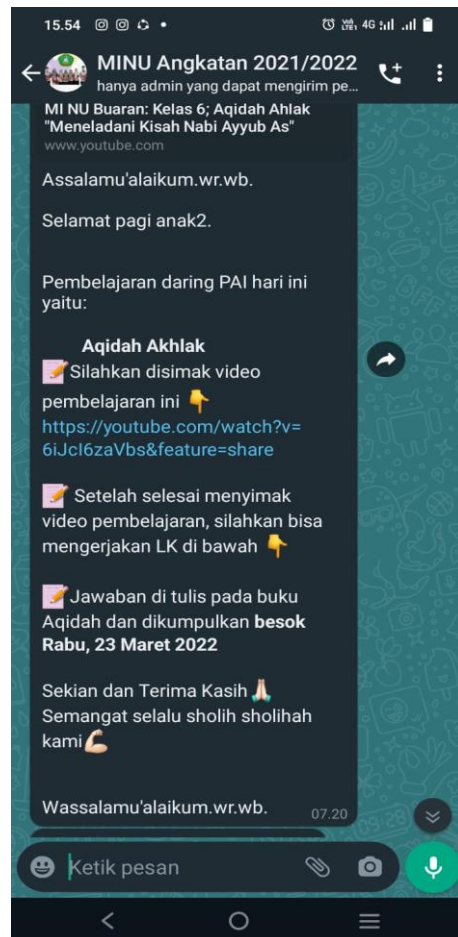 15.54
4G
MINU Angkatan 2021/2022
hanya admin yang dapat mengirim pe...
MI NU Buaran: Kelas 6; Aqidah Ahlak
"Meneladani Kisah Nabi Ayyub As"
www.youtube.com
Assalamu'alaikum.wr.wb.
Selamat pagi anak2.
Pembelajaran daring PAI hari ini
yaitu:
Aqidah Akhlak
📝Silahkan disimak video
pembelajaran ini 👇
https://youtube.com/watch?v=
6iJcI6zaVbs&feature=share
📝 Setelah selesai menyimak
video pembelajaran, silahkan bisa
mengerjakan LK di bawah 👇
📝Jawaban di tulis pada buku
Aqidah dan dikumpulkan besok
Rabu, 23 Maret 2022
Sekian dan Terima Kasih 🙏🏻
Semangat selalu sholih sholihah
kami💪🏻
Wassalamu'alaikum.wr.wb.
07.20
Ketik pesan